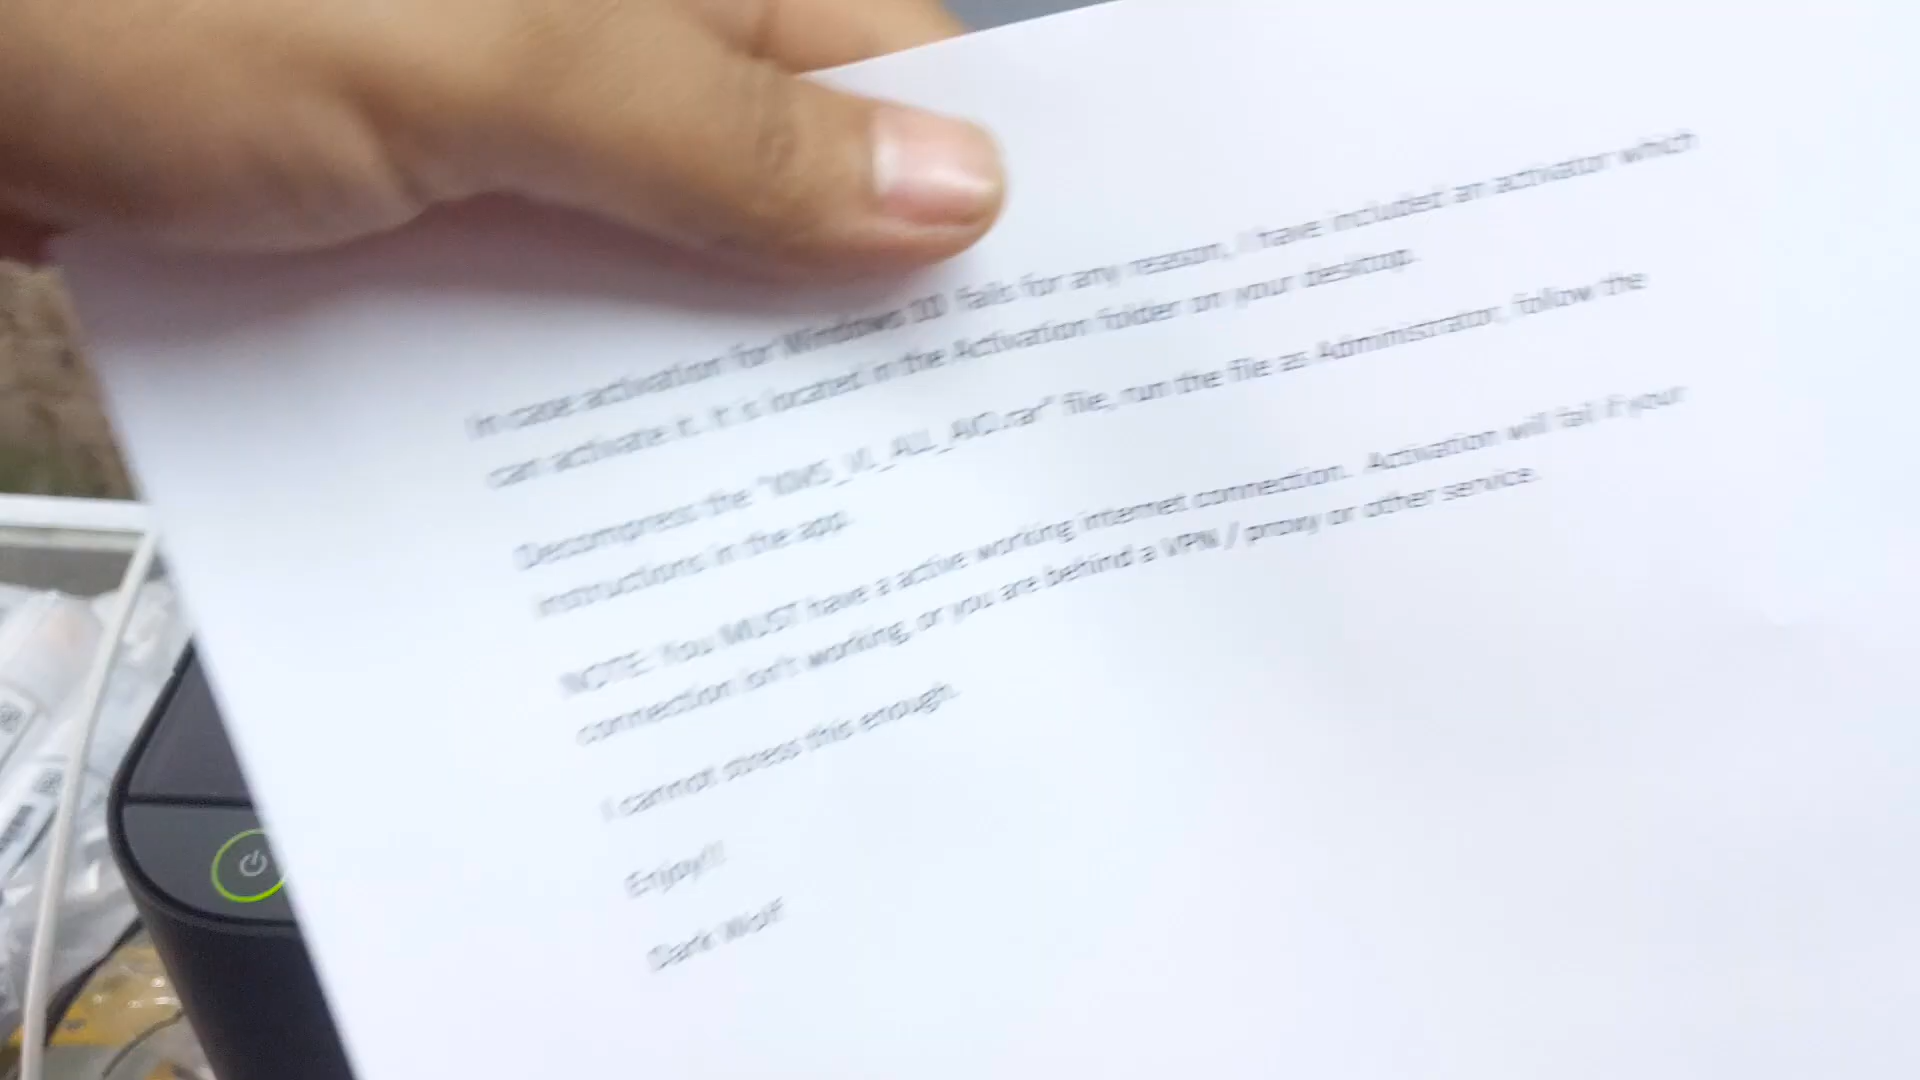 In case activation for Windows 10 fails for any reason, I have included an activator which
can activate it. It is located in the Activation folder on your desktop.
Decompress the "KMS_VL_ALL_AIO.rar" file, run the file as Administrator, follow the
instructions in the app.
NOTE: You MUST have a active working internet connection. Activation will fail if your
connection isn't working, or you are behind a VPN / proxy or other service.
I cannot stress this enough.
Enjoy!!!
Dark Wolf